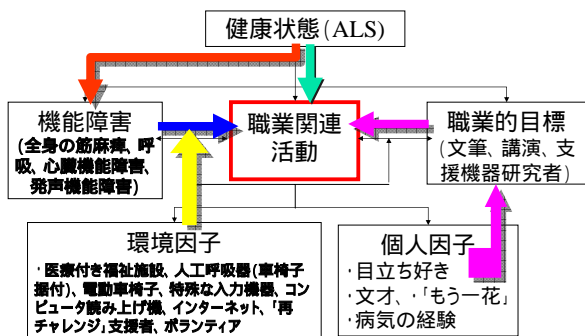 健康状態(ALS)
機能障害
(全身の筋麻痺、呼
吸、心臓機能障害、
発声機能障害)
職業関連
活動
職業的目標
(文筆、講演、支
援機器研究者)
環境因子
・医療付き福祉施設、人工呼吸器(車椅子
据付)、電動車椅子、特殊な入力機器、コン
ピュータ読み上げ機、インターネット、「再
チャレンジ」支援者、ボランティア
個人因子
・目立ち好き
・文才、・「もう一花」
・病気の経験